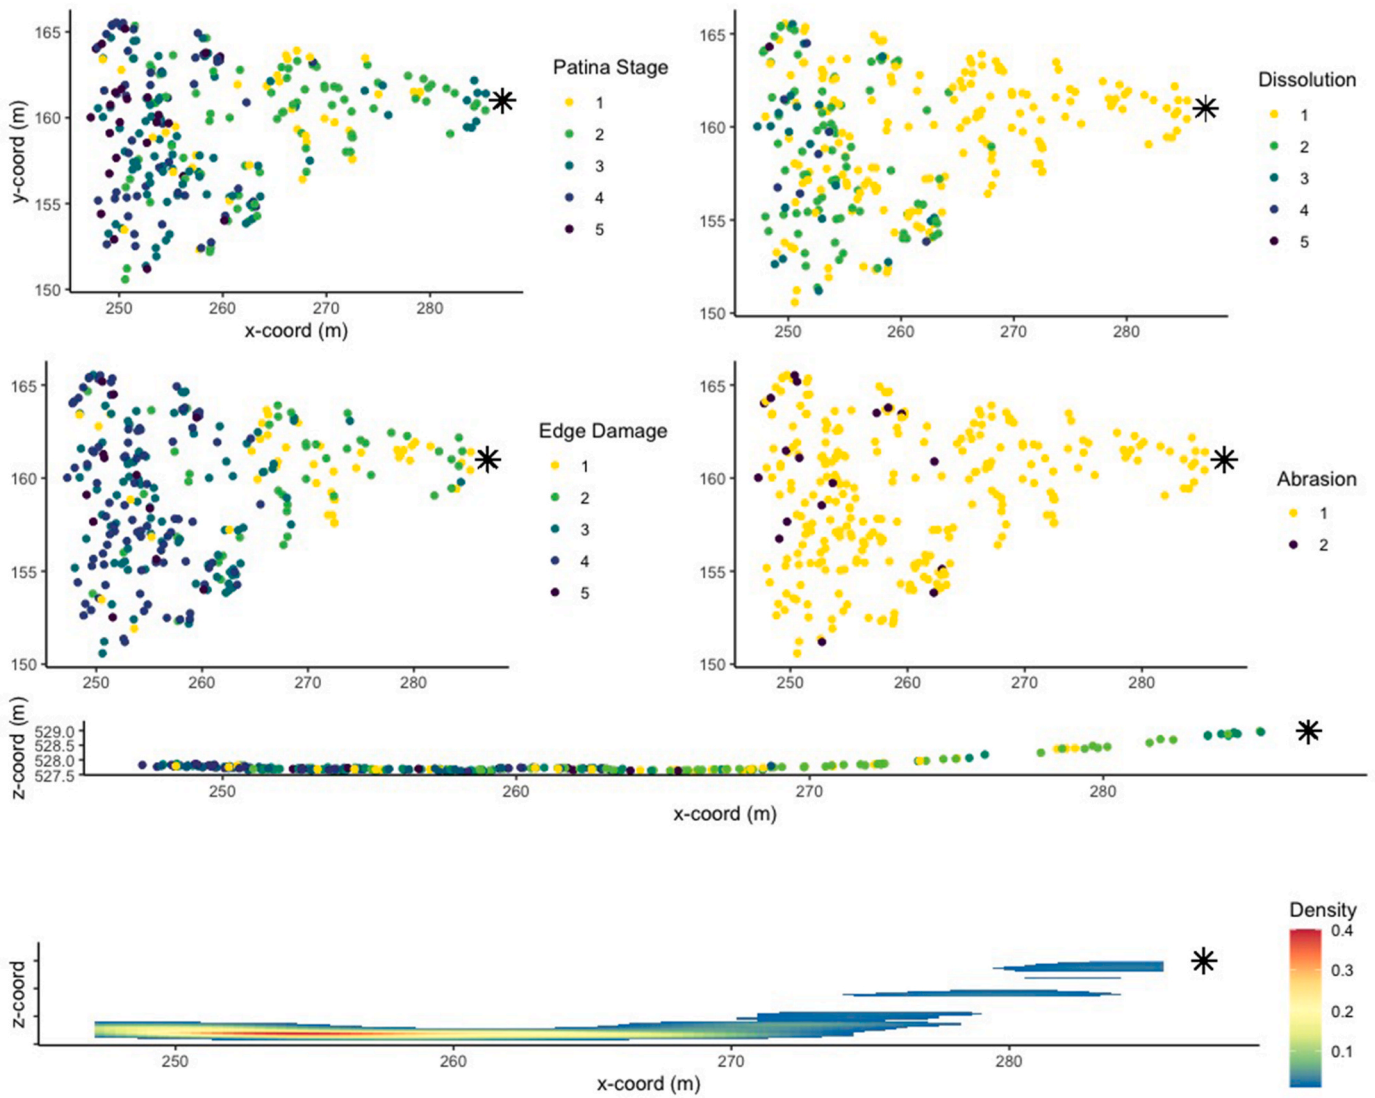 165
160
155
150
y-coord (m)
250 260 270 280
x-coord (m)
Patina Stage
1
2
3
4
5
165
160
155
150
250 260 270 280
Dissolution
1
2
3
4
5
165
160
155
150
250 260 270 280
Edge Damage
1
2
3
4
5
165
160
155
150
250 260 270 280
Abrasion
1
2
z-coord (m)
529.0
528.5
528.0
527.5
250 260 270 280
x-coord (m)
z-coord
250 260 270 280
x-coord (m)
Density
0.4
0.3
0.2
0.1